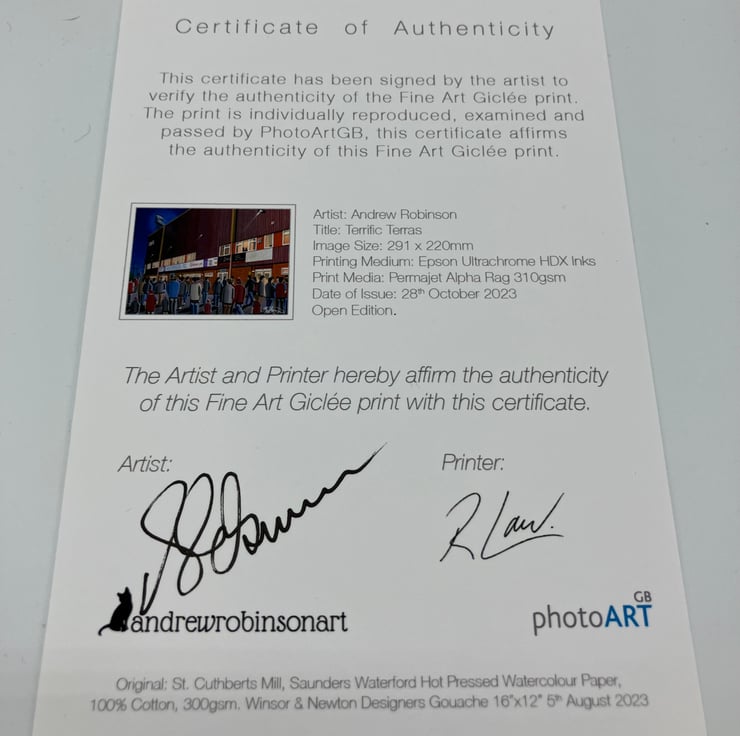 Certificate of Authenticity
This certificate has been signed by the artist to
verify the authenticity of the Fine Art Giclée print.
The print is individually reproduced, examined and
passed by PhotoArtGB, this certificate affirms
the authenticity of this Fine Art Giclée print.
Artist: Andrew Robinson
Title: Terrific Terras
Image Size: 291 x 220mm
Printing Medium: Epson Ultrachrome HDX Inks
Print Media: Permajet Alpha Rag 310gsm
Date of Issue: 28th October 2023
Open Edition.
The Artist and Printer hereby affirm the authenticity
of this Fine Art Giclée print with this certificate.
Artist:
Printer:
R Law.
andrewrobinsonart
photoART GB
Original: St. Cuthberts Mill, Saunders Waterford Hot Pressed Watercolour Paper,
100% Cotton, 300gsm. Winsor & Newton Designers Gouache 16"x12" 5th August 2023